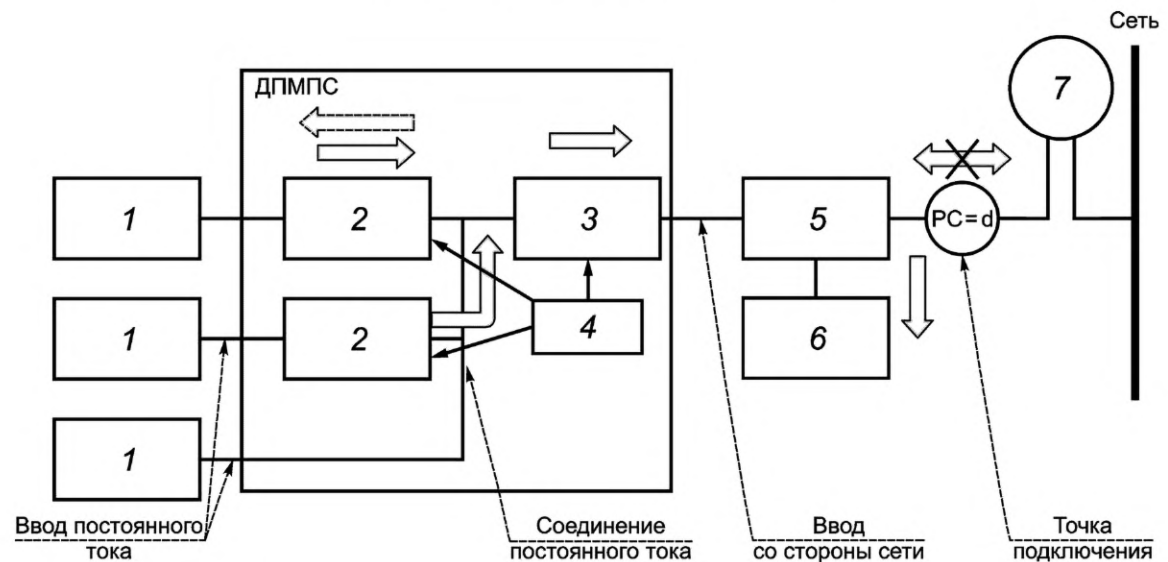 Сеть
ДПМПС
7
1
2
3
5
PC=d
1
2
4
6
1
Ввод постоянного
тока
Соединение
постоянного тока
Ввод
со стороны сети
Точка
подключения